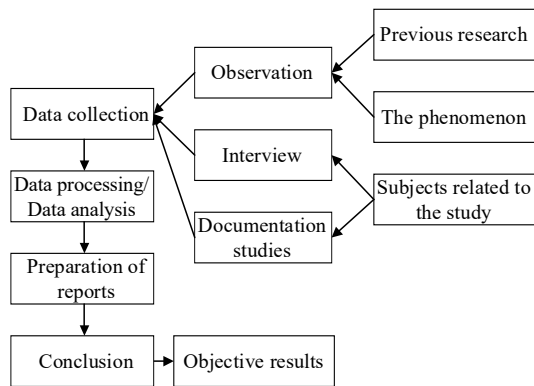 Previous research
Observation
Data collection
The phenomenon
Interview
Data processing/
Data analysis
Subjects related to
the study
Documentation
studies
Preparation of
reports
Conclusion
Objective results